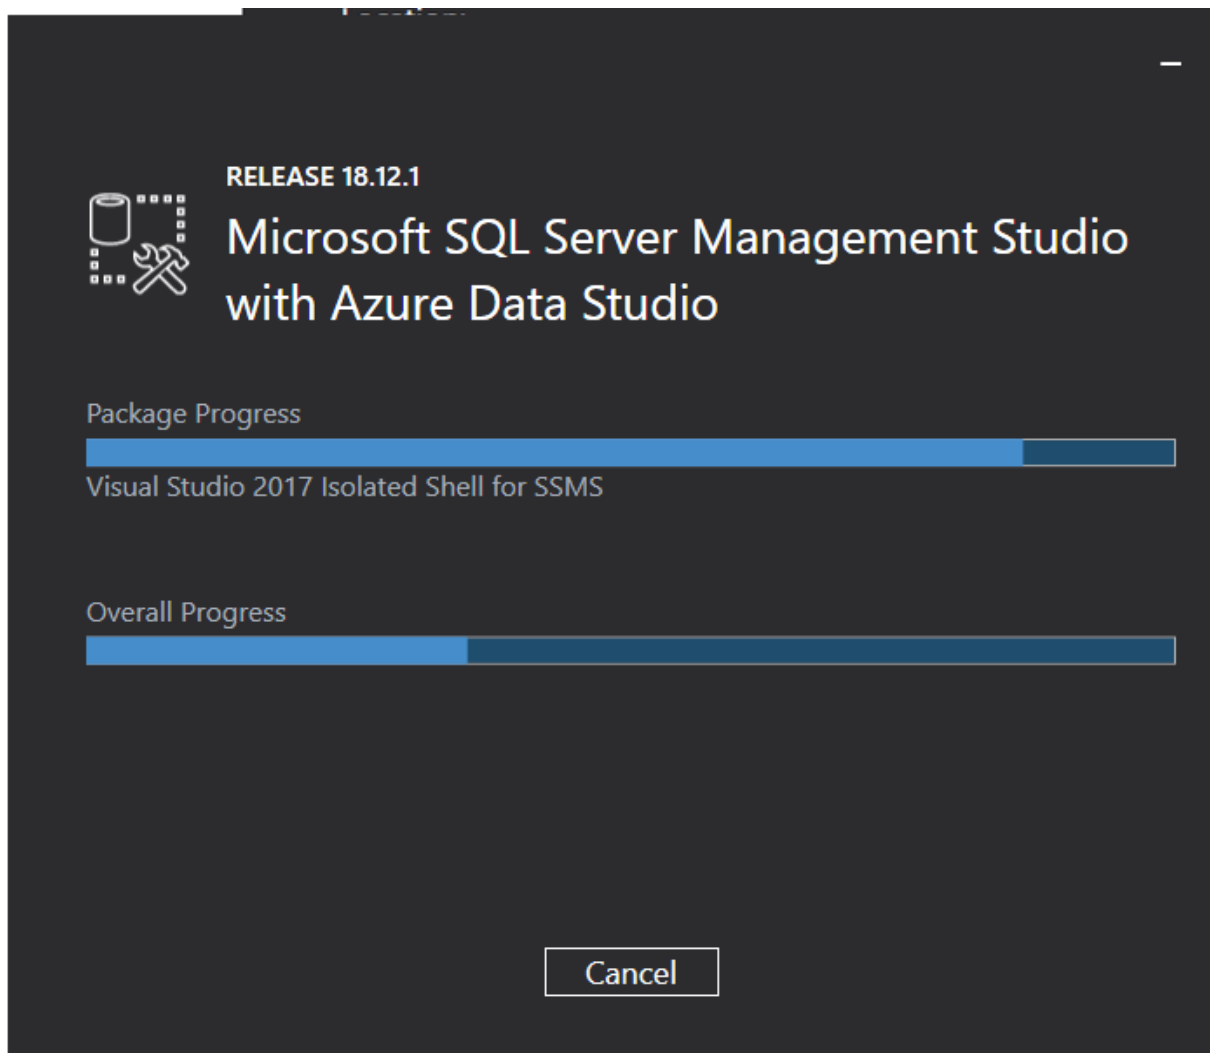 RELEASE 18.12.1
Microsoft SQL Server Management Studio
with Azure Data Studio
Package Progress
Visual Studio 2017 Isolated Shell for SSMS
Overall Progress
Cancel